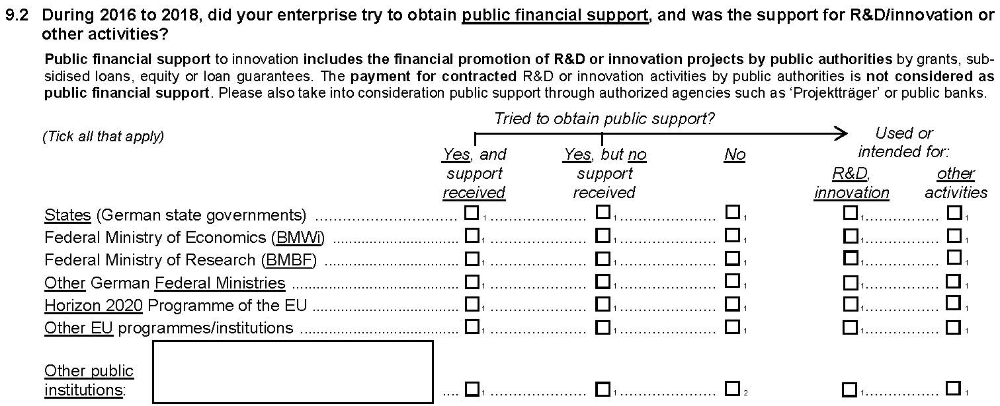 9.2 During 2016 to 2018, did your enterprise try to obtain public financial support, and was the support for R&D/innovation or
other activities?
Public financial support to innovation includes the financial promotion of R&D or innovation projects by public authorities by grants, sub-
sidised loans, equity or loan guarantees. The payment for contracted R&D or innovation activities by public authorities is not considered as
public financial support. Please also take into consideration public support through authorized agencies such as ‘Projektträger’ or public banks.
Tried to obtain public support?
(Tick all that apply)
Used or
intended for:
Yes, and
support
received
Yes, but no
support
received
No
R&D,
innovation
other
activities
States (German state governments) .............................. ☐ 1 ...................... ☐ 1 ...................... ☐ 1 ☐ 1 ................. ☐ 1
Federal Ministry of Economics (BMWi) ........................... ☐ 1 ...................... ☐ 1 ...................... ☐ 1 ☐ 1 ................. ☐ 1
Federal Ministry of Research (BMBF) ............................. ☐ 1 ...................... ☐ 1 ...................... ☐ 1 ☐ 1 ................. ☐ 1
Other German Federal Ministries .................................... ☐ 1 ...................... ☐ 1 ...................... ☐ 1 ☐ 1 ................. ☐ 1
Horizon 2020 Programme of the EU ............................... ☐ 1 ...................... ☐ 1 ...................... ☐ 1 ☐ 1 ................. ☐ 1
Other EU programmes/institutions .................................. ☐ 1 ...................... ☐ 1 ...................... ☐ 1 ☐ 1 ................. ☐ 1
Other public
institutions: .... ☐ 1 ...................... ☐ 1 ...................... ☐ 2 ☐ 1 ................. ☐ 1